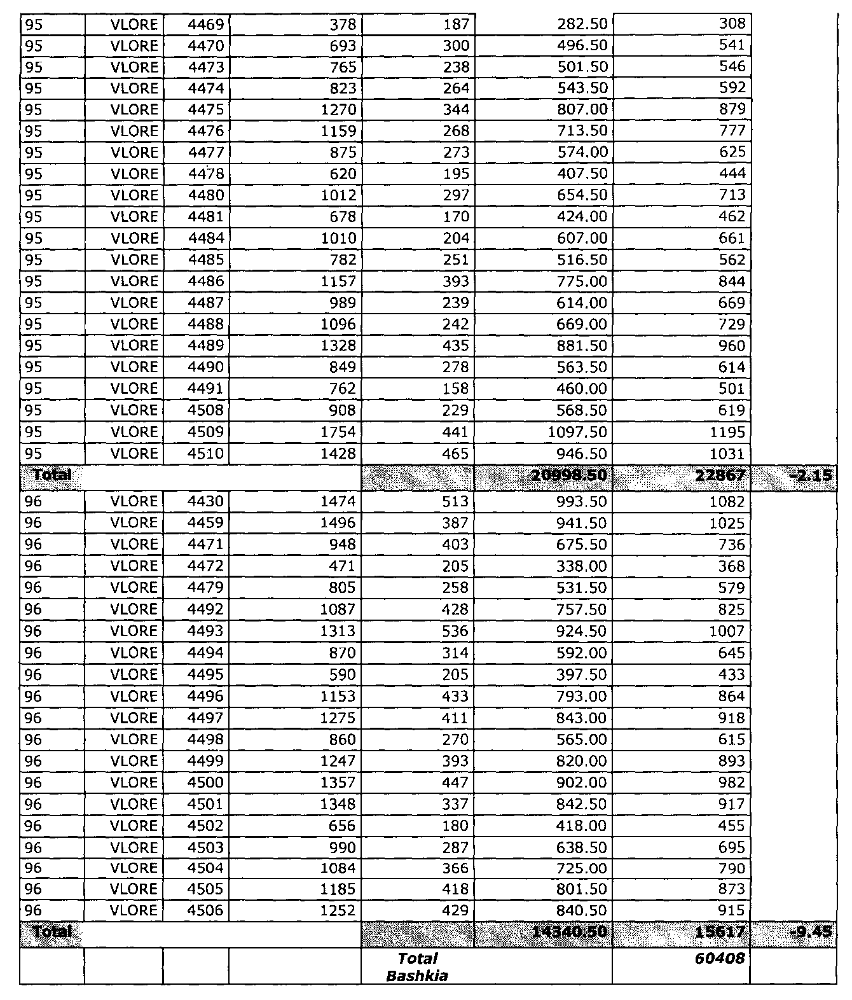 95 VLORE 4469 378 187 282.50 308
95 VLORE 4470 693 300 496.50 541
95 VLORE 4473 765 238 501.50 546
95 VLORE 4474 823 264 543.50 592
95 VLORE 4475 1270 344 807.00 879
95 VLORE 4476 1159 268 713.50 777
95 VLORE 4477 875 273 574.00 625
95 VLORE 4478 620 195 407.50 444
95 VLORE 4480 1012 297 654.50 713
95 VLORE 4481 678 170 424.00 462
95 VLORE 4484 1010 204 607.00 661
95 VLORE 4485 782 251 516.50 562
95 VLORE 4486 1157 393 775.00 844
95 VLORE 4487 989 239 614.00 669
95 VLORE 4488 1096 242 669.00 729
95 VLORE 4489 1328 435 881.50 960
95 VLORE 4490 849 278 563.50 614
95 VLORE 4491 762 158 460.00 501
95 VLORE 4508 908 229 568.50 619
95 VLORE 4509 1754 441 1097.50 1195
95 VLORE 4510 1428 465 946.50 1031
Total 20998.50 22867 -2.15
96 VLORE 4430 1474 513 993.50 1082
96 VLORE 4459 1496 387 941.50 1025
96 VLORE 4471 948 403 675.50 736
96 VLORE 4472 471 205 338.00 368
96 VLORE 4479 805 258 531.50 579
96 VLORE 4492 1087 428 757.50 825
96 VLORE 4493 1313 536 924.50 1007
96 VLORE 4494 870 314 592.00 645
96 VLORE 4495 590 205 397.50 433
96 VLORE 4496 1153 433 793.00 864
96 VLORE 4497 1275 411 843.00 918
96 VLORE 4498 860 270 565.00 615
96 VLORE 4499 1247 393 820.00 893
96 VLORE 4500 1357 447 902.00 982
96 VLORE 4501 1348 337 842.50 917
96 VLORE 4502 656 180 418.00 455
96 VLORE 4503 990 287 638.50 695
96 VLORE 4504 1084 366 725.00 790
96 VLORE 4505 1185 418 801.50 873
96 VLORE 4506 1252 429 840.50 915
Total 14340.50 15617 -9.45
Total 60408
Bashkia